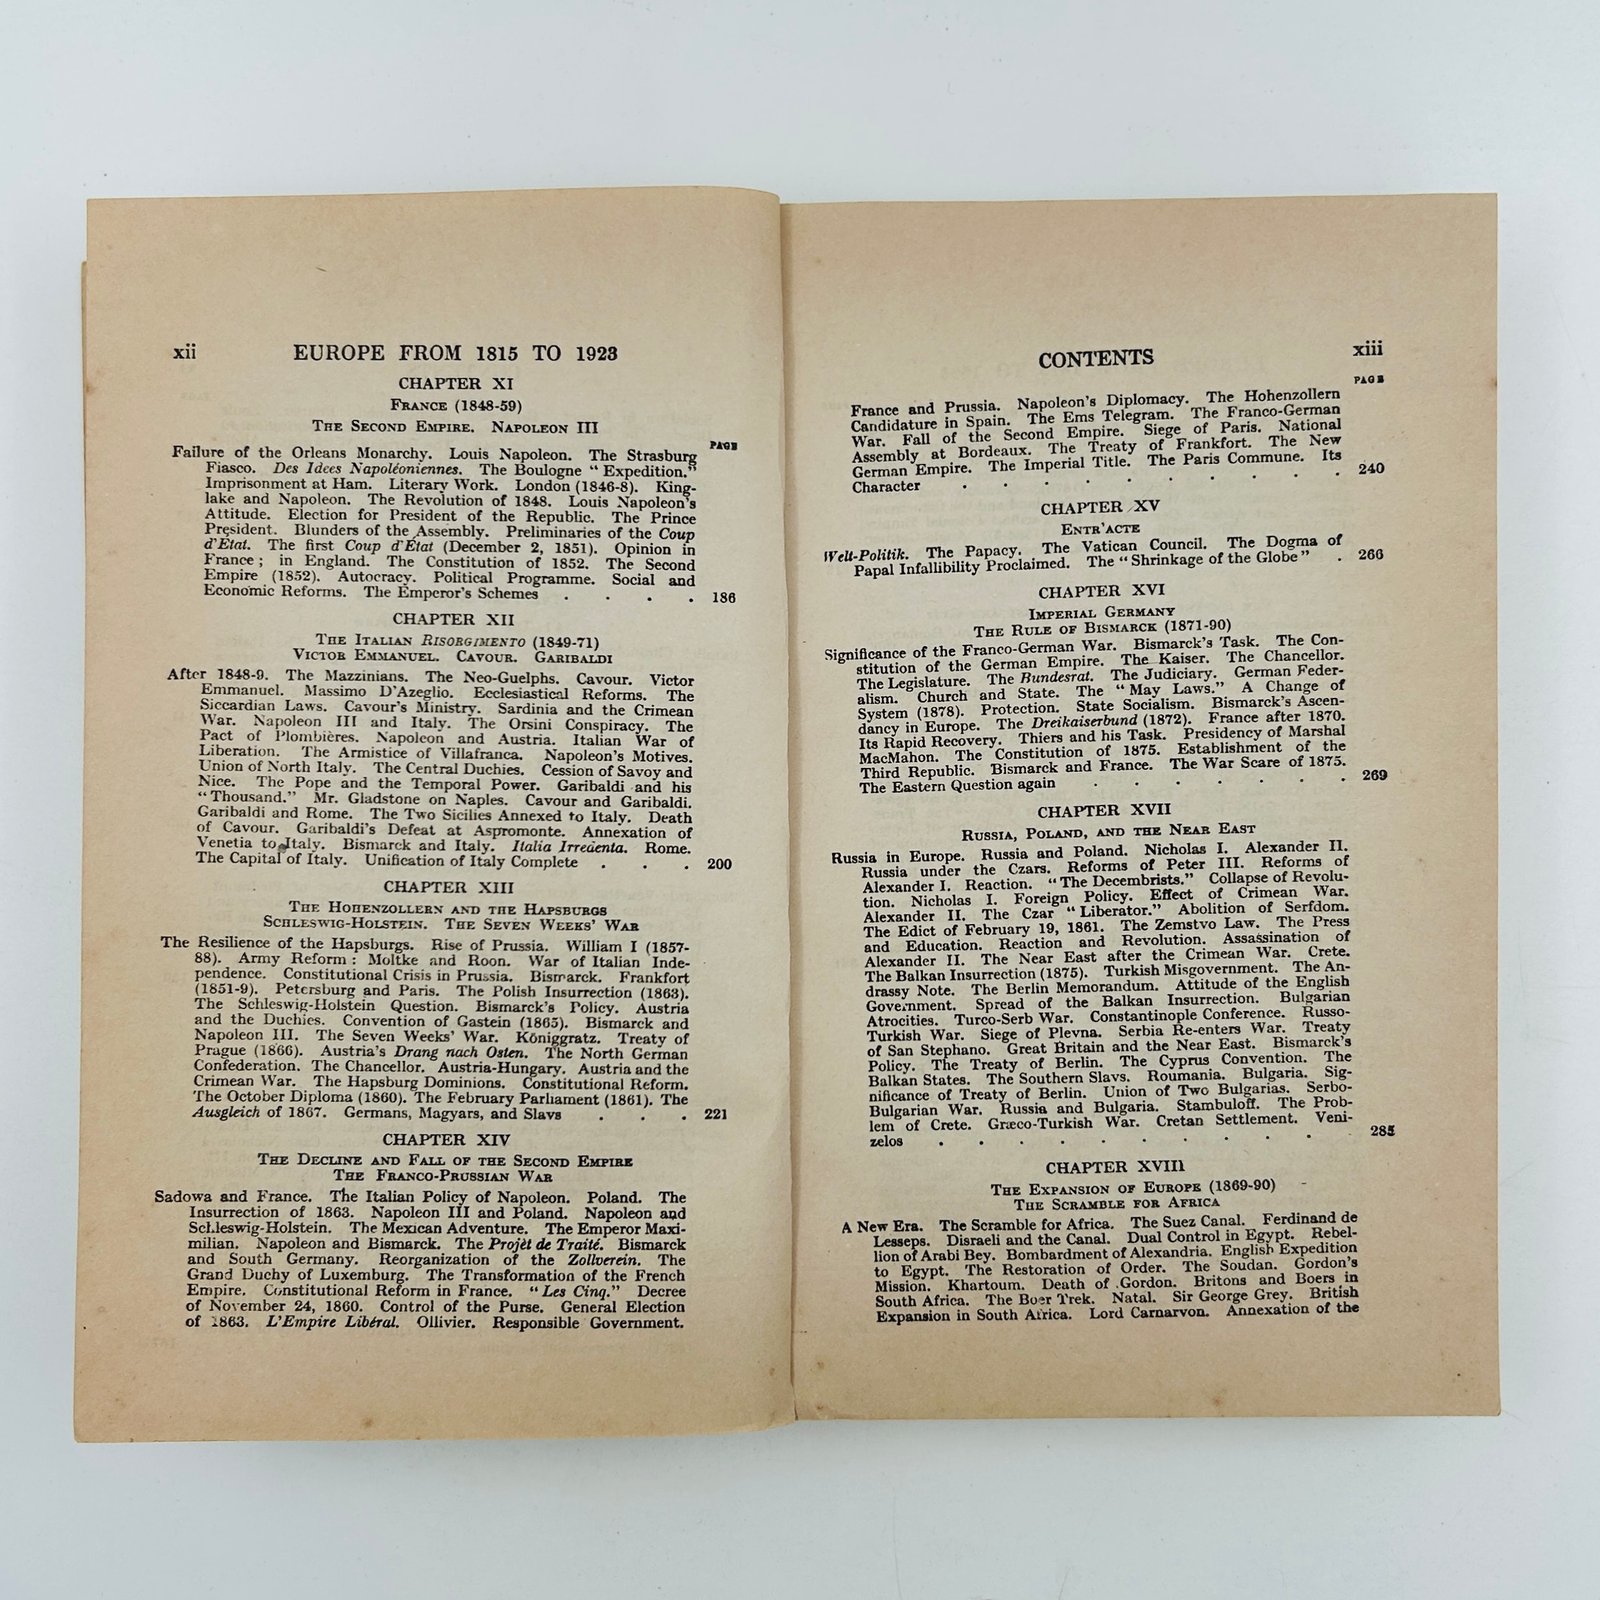 xii EUROPE FROM 1815 TO 1923
CHAPTER XI
FRANCE (1848-59)
THE SECOND EMPIRE. NAPOLEON III
PAGE
Failure of the Orleans Monarchy. Louis Napoleon. The Strasburg
Fiasco. Des Idees Napoléoniennes. The Boulogne “Expedition.”
Imprisonment at Ham. Literary Work. London (1846-8). King-
lake and Napoleon. The Revolution of 1848. Louis Napoleon's
Attitude. Election for President of the Republic. The Prince
President. Blunders of the Assembly. Preliminaries of the Coup
d'État. The first Coup d'État (December 2, 1851). Opinion in
France; in England. The Constitution of 1852. The Second
Empire (1852). Autocracy. Political Programme. Social and
Economic Reforms. The Emperor's Schemes . . . . 186
CHAPTER XII
THE ITALIAN RISORGIMENTO (1849-71)
VICTOR EMMANUEL. CAVOUR. GARIBALDI
After 1848-9. The Mazzinians. The Neo-Guelphs. Cavour. Victor
Emmanuel. Massimo D'Azeglio. Ecclesiastical Reforms. The
Siccardian Laws. Cavour's Ministry. Sardinia and the Crimean
War. Napoleon III and Italy. The Orsini Conspiracy. The
Pact of Plombières. Napoleon and Austria. Italian War of
Liberation. The Armistice of Villafranca. Napoleon's Motives.
Union of North Italy. The Central Duchies. Cession of Savoy and
Nice. The Pope and the Temporal Power. Garibaldi and his
“Thousand.” Mr. Gladstone on Naples. Cavour and Garibaldi.
Garibaldi and Rome. The Two Sicilies Annexed to Italy. Death
of Cavour. Garibaldi's Defeat at Aspromonte. Annexation of
Venetia to Italy. Bismarck and Italy. Italia Irredenta. Rome.
The Capital of Italy. Unification of Italy Complete . . . 200
CHAPTER XIII
THE HOHENZOLLERN AND THE HAPSBURGS
SCHLESWIG-HOLSTEIN. THE SEVEN WEEKS' WAR
The Resilience of the Hapsburgs. Rise of Prussia. William I (1857-
88). Army Reform: Moltke and Roon. War of Italian Inde-
pendence. Constitutional Crisis in Prussia. Bismarck. Frankfort
(1851-9). Petersburg and Paris. The Polish Insurrection (1863).
The Schleswig-Holstein Question. Bismarck's Policy. Austria
and the Duchies. Convention of Gastein (1865). Bismarck and
Napoleon III. The Seven Weeks' War. Königgratz. Treaty of
Prague (1866). Austria's Drang nach Osten. The North German
Confederation. The Chancellor. Austria-Hungary. Austria and the
Crimean War. The Hapsburg Dominions. Constitutional Reform.
The October Diploma (1860). The February Parliament (1861). The
Ausgleich of 1867. Germans, Magyars, and Slavs . . . 221
CHAPTER XIV
THE DECLINE AND FALL OF THE SECOND EMPIRE
THE FRANCO-PRUSSIAN WAR
Sadowa and France. The Italian Policy of Napoleon. Poland. The
Insurrection of 1863. Napoleon III and Poland. Napoleon and
Schleswig-Holstein. The Mexican Adventure. The Emperor Maxi-
milian. Napoleon and Bismarck. The Projèt de Traité. Bismarck
and South Germany. Reorganization of the Zollverein. The
Grand Duchy of Luxemburg. The Transformation of the French
Empire. Constitutional Reform in France. “Les Cinq.” Decree
of November 24, 1860. Control of the Purse. General Election
of 1863. L'Empire Libéral. Ollivier. Responsible Government.
CONTENTS xiii
PAGE
France and Prussia. Napoleon's Diplomacy. The Hohenzollern
Candidature in Spain. The Ems Telegram. The Franco-German
War. Fall of the Second Empire. Siege of Paris. National
Assembly at Bordeaux. The Treaty of Frankfort. The New
German Empire. The Imperial Title. The Paris Commune. Its
Character . . . . . . . . . . 240
CHAPTER XV
ENTR'ACTE
Welt-Politik. The Papacy. The Vatican Council. The Dogma of
Papal Infallibility Proclaimed. The “Shrinkage of the Globe” . 266
CHAPTER XVI
IMPERIAL GERMANY
THE RULE OF BISMARCK (1871-90)
Significance of the Franco-German War. Bismarck's Task. The Con-
stitution of the German Empire. The Kaiser. The Chancellor.
The Legislature. The Bundesrat. The Judiciary. German Feder-
alism. Church and State. The “May Laws.” A Change of
System (1878). Protection. State Socialism. Bismarck's Ascen-
dancy in Europe. The Dreikaiserbund (1872). France after 1870.
Its Rapid Recovery. Thiers and his Task. Presidency of Marshal
MacMahon. The Constitution of 1875. Establishment of the
Third Republic. Bismarck and France. The War Scare of 1875.
The Eastern Question again . . . . . . . 269
CHAPTER XVII
RUSSIA, POLAND, AND THE NEAR EAST
Russia in Europe. Russia and Poland. Nicholas I. Alexander II.
Russia under the Czars. Reforms of Peter III. Reforms of
Alexander I. Reaction. “The Decembrists.” Collapse of Revolu-
tion. Nicholas I. Foreign Policy. Effect of Crimean War.
Alexander II. The Czar “Liberator.” Abolition of Serfdom.
The Edict of February 19, 1861. The Zemstvo Law. The Press
and Education. Reaction and Revolution. Assassination of
Alexander II. The Near East after the Crimean War. Crete.
The Balkan Insurrection (1875). Turkish Misgovernment. The An-
drassy Note. The Berlin Memorandum. Attitude of the English
Government. Spread of the Balkan Insurrection. Bulgarian
Atrocities. Turco-Serb War. Constantinople Conference. Russo-
Turkish War. Siege of Plevna. Serbia Re-enters War. Treaty
of San Stephano. Great Britain and the Near East. Bismarck's
Policy. The Treaty of Berlin. The Cyprus Convention. The
Balkan States. The Southern Slavs. Roumania. Bulgaria. Sig-
nificance of Treaty of Berlin. Union of Two Bulgarias. Serbo-
Bulgarian War. Russia and Bulgaria. Stambuloff. The Prob-
lem of Crete. Græco-Turkish War. Cretan Settlement. Veni-
zelos . . . . . . . . . . 285
CHAPTER XVIII
THE EXPANSION OF EUROPE (1869-90)
THE SCRAMBLE FOR AFRICA
A New Era. The Scramble for Africa. The Suez Canal. Ferdinand de
Lesseps. Disraeli and the Canal. Dual Control in Egypt. Rebel-
lion of Arabi Bey. Bombardment of Alexandria. English Expedition
to Egypt. The Restoration of Order. The Soudan. Gordon's
Mission. Khartoum. Death of Gordon. Britons and Boers in
South Africa. The Boer Trek. Natal. Sir George Grey. British
Expansion in South Africa. Lord Carnarvon. Annexation of the